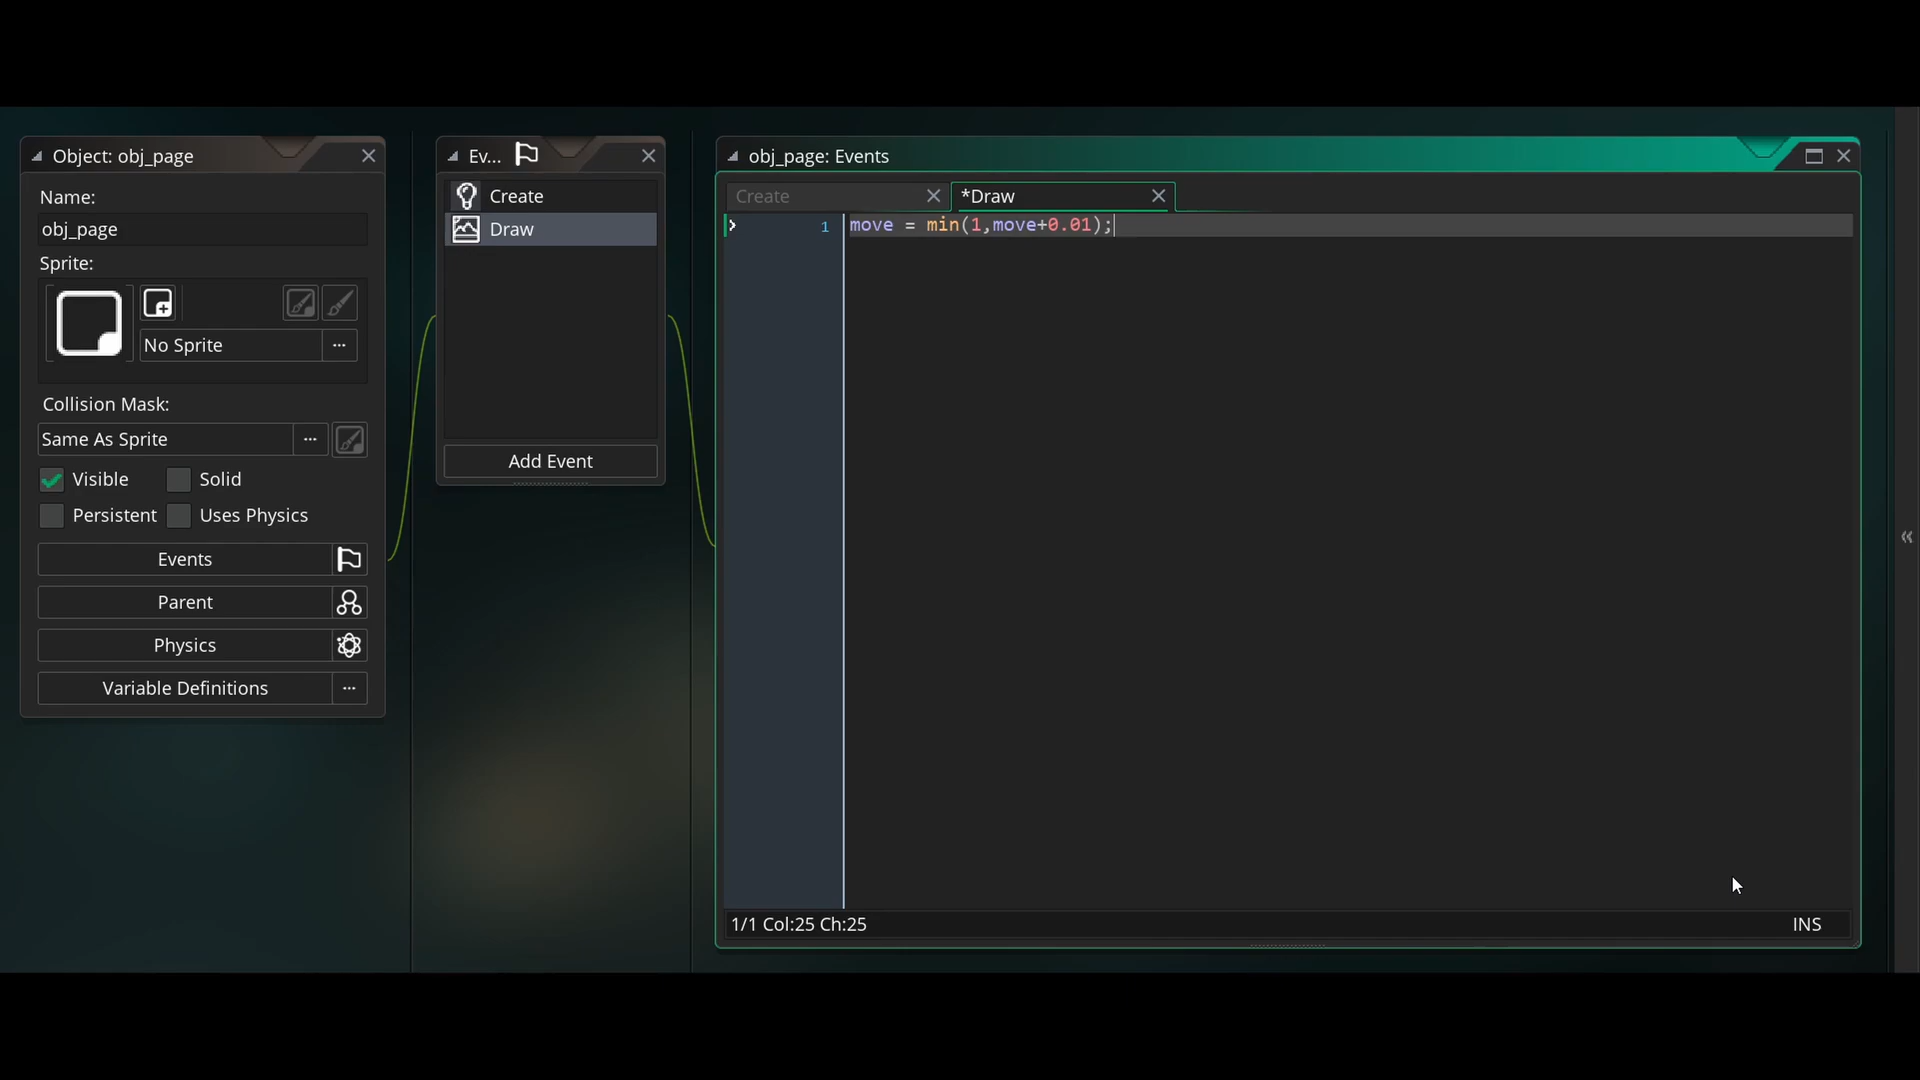 Object: obj_page
Name:
obj_page
Sprite:
No Sprite
...
Collision Mask:
Same As Sprite
...
Visible
Solid
Persistent
Uses Physics
Events
Parent
Physics
Variable Definitions
...
Ev...
Create
Draw
Add Event
obj_page: Events
Create
*Draw
1
move = min(1,move+0.01);
1/1 Col:25 Ch:25
INS